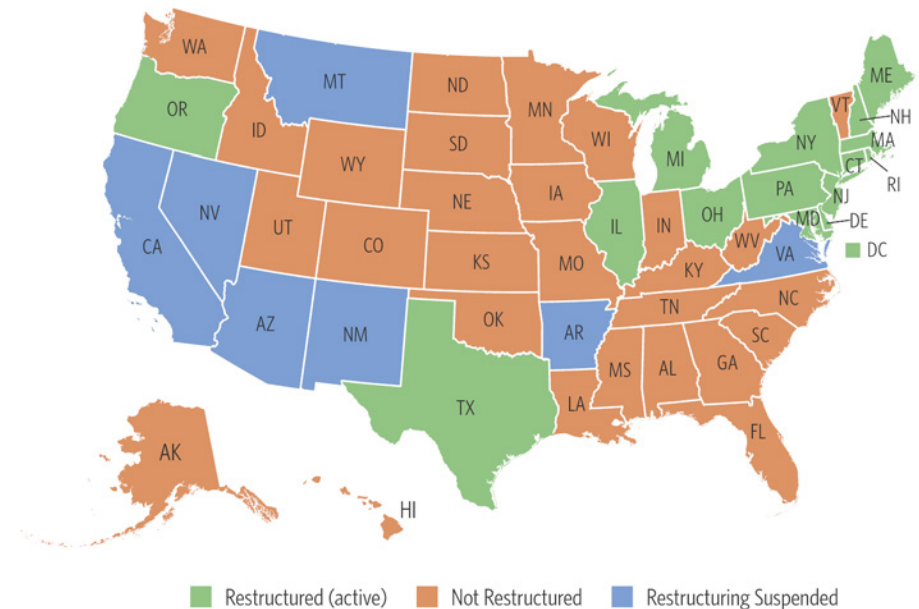 WA
MT
ND
MN
ME
OR
ID
SD
WI
VT
NH
WY
MI
NY
MA
CT
RI
IA
NE
PA
NJ
NV
UT
CO
IL
IN
OH
MD
DE
WV
DC
CA
KS
MO
KY
VA
AZ
NM
OK
AR
TN
NC
SC
MS
AL
GA
TX
LA
FL
AK
HI
Restructured (active)
Not Restructured
Restructuring Suspended